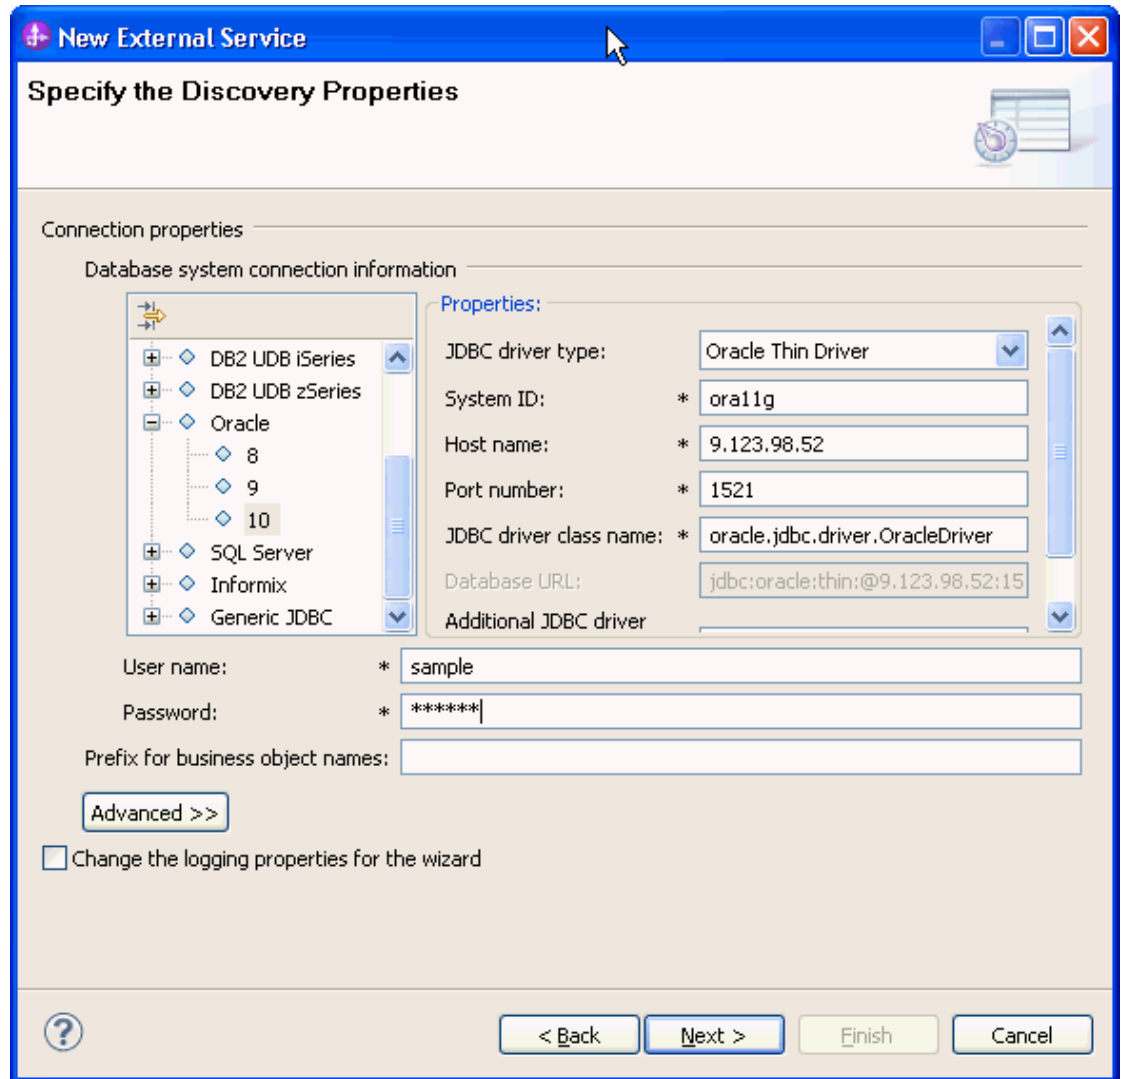 New External Service
Specify the Discovery Properties
Connection properties
Database system connection information
DB2 UDB iSeries
DB2 UDB zSeries
Oracle
8
9
10
SQL Server
Informix
Generic JDBC
Properties:
JDBC driver type: Oracle Thin Driver
System ID: * ora11g
Host name: * 9.123.98.52
Port number: * 1521
JDBC driver class name: * oracle.jdbc.driver.OracleDriver
Database URL: jdbc:oracle:thin:@9.123.98.52:15
Additional JDBC driver
User name: * sample
Password: * ******
Prefix for business object names:
Advanced >>
Change the logging properties for the wizard
? < Back Next > Finish Cancel